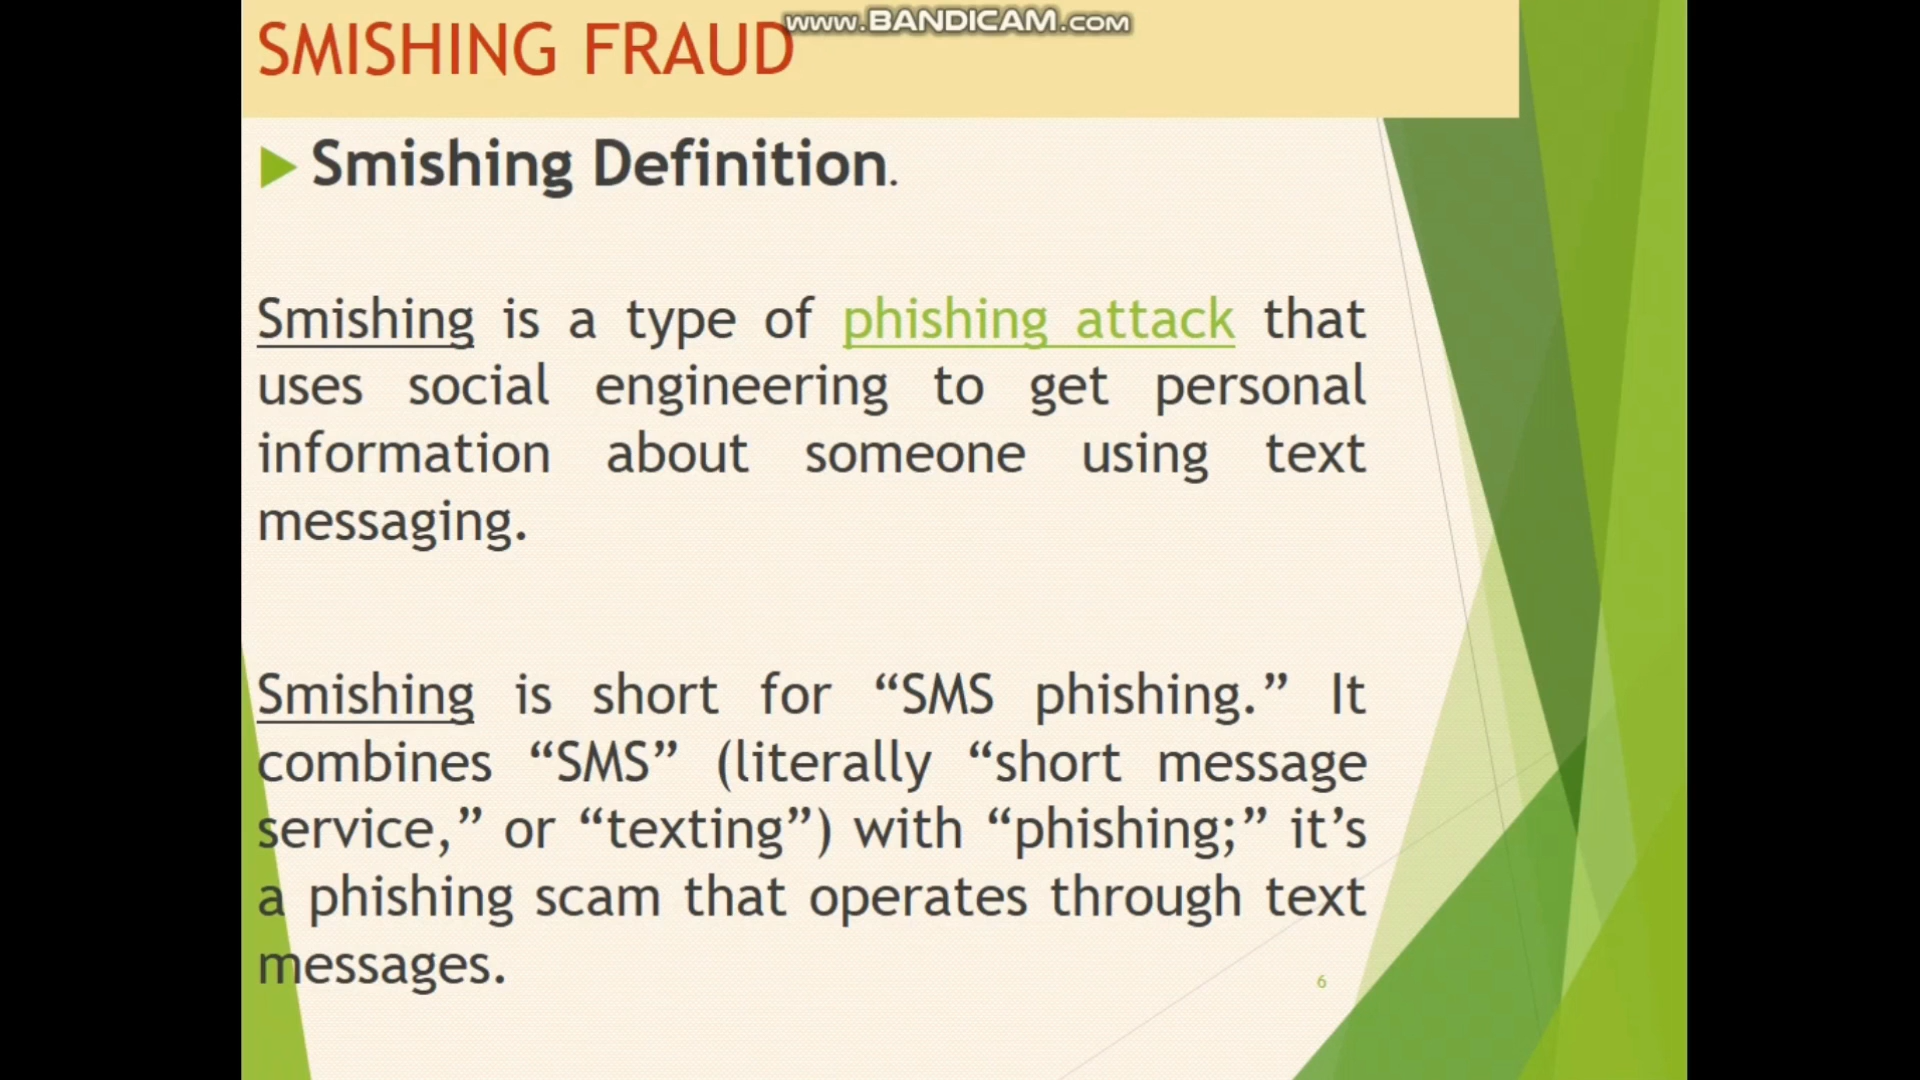 www.BANDICAM.com
SMISHING FRAUD
Smishing Definition.
Smishing is a type of phishing attack that
uses social engineering to get personal
information about someone using text
messaging.
Smishing is short for “SMS phishing.” It
combines “SMS” (literally “short message
service,” or “texting”) with “phishing;” it’s
a phishing scam that operates through text
messages.
6